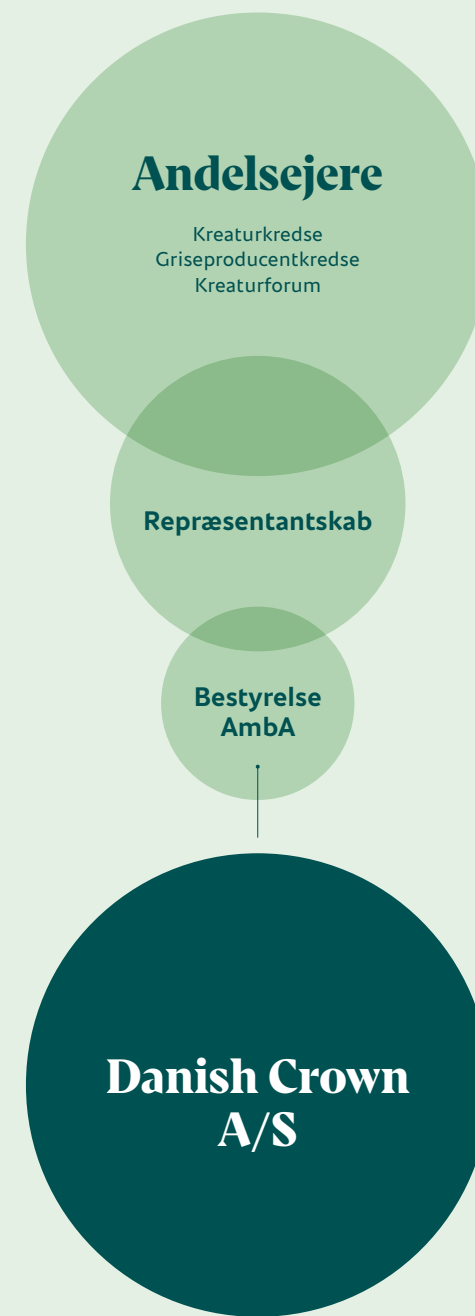 Andelsejere
Kreaturkredse
Griseproducentkredse
Kreaturforum
Repræsentantskab
Bestyrelse
AmbA
Danish Crown
A/S